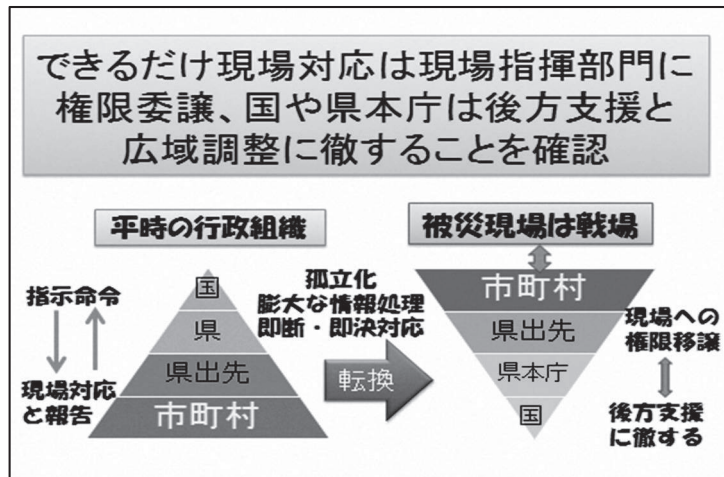 できるだけ現場対応は現場指揮部門に
権限委譲、国や県本庁は後方支援と
広域調整に徹することを確認
平時の行政組織
指示命令
現場対応
と報告
国
県
県出先
市町村
孤立化
膨大な情報処理
即断・即決対応
転換
被災現場は戦場
市町村
県出先
県本庁
国
現場への
権限移譲
後方支援
に徹する